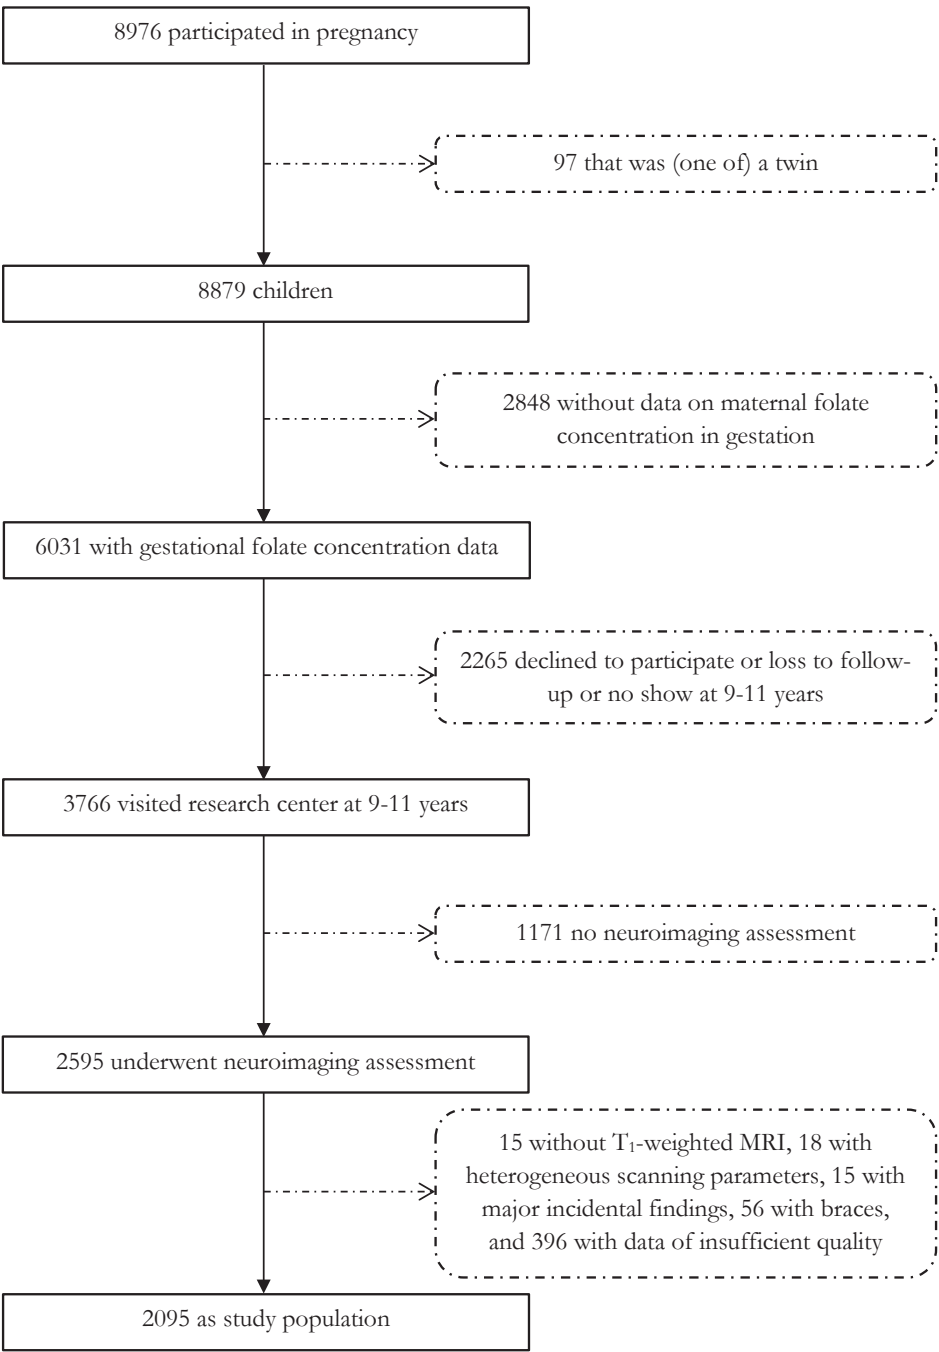 8976 participated in pregnancy
97 that was (one of) a twin
8879 children
2848 without data on maternal folate
concentration in gestation
6031 with gestational folate concentration data
2265 declined to participate or loss to follow-
up or no show at 9-11 years
3766 visited research center at 9-11 years
1171 no neuroimaging assessment
2595 underwent neuroimaging assessment
15 without T₁-weighted MRI, 18 with
heterogeneous scanning parameters, 15 with
major incidental findings, 56 with braces,
and 396 with data of insufficient quality
2095 as study population